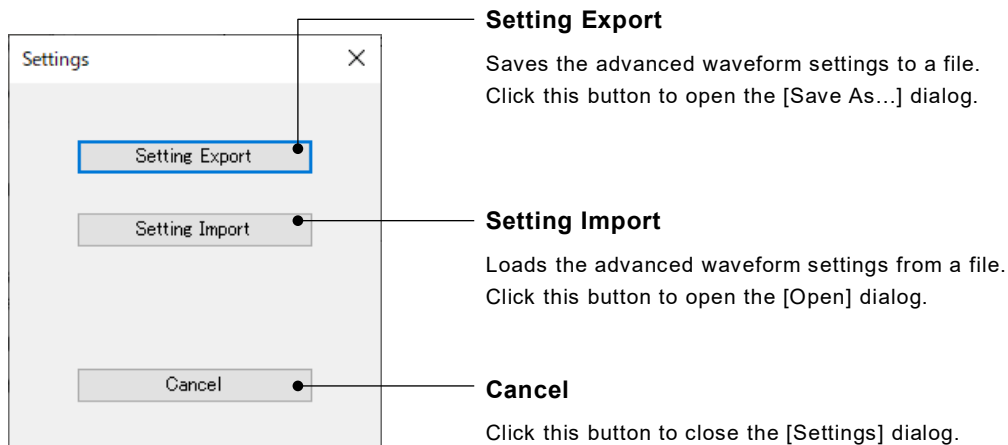 Settings
Setting Export
Setting Import
Cancel
Setting Export
Saves the advanced waveform settings to a file.
Click this button to open the [Save As...] dialog.
Setting Import
Loads the advanced waveform settings from a file.
Click this button to open the [Open] dialog.
Cancel
Click this button to close the [Settings] dialog.